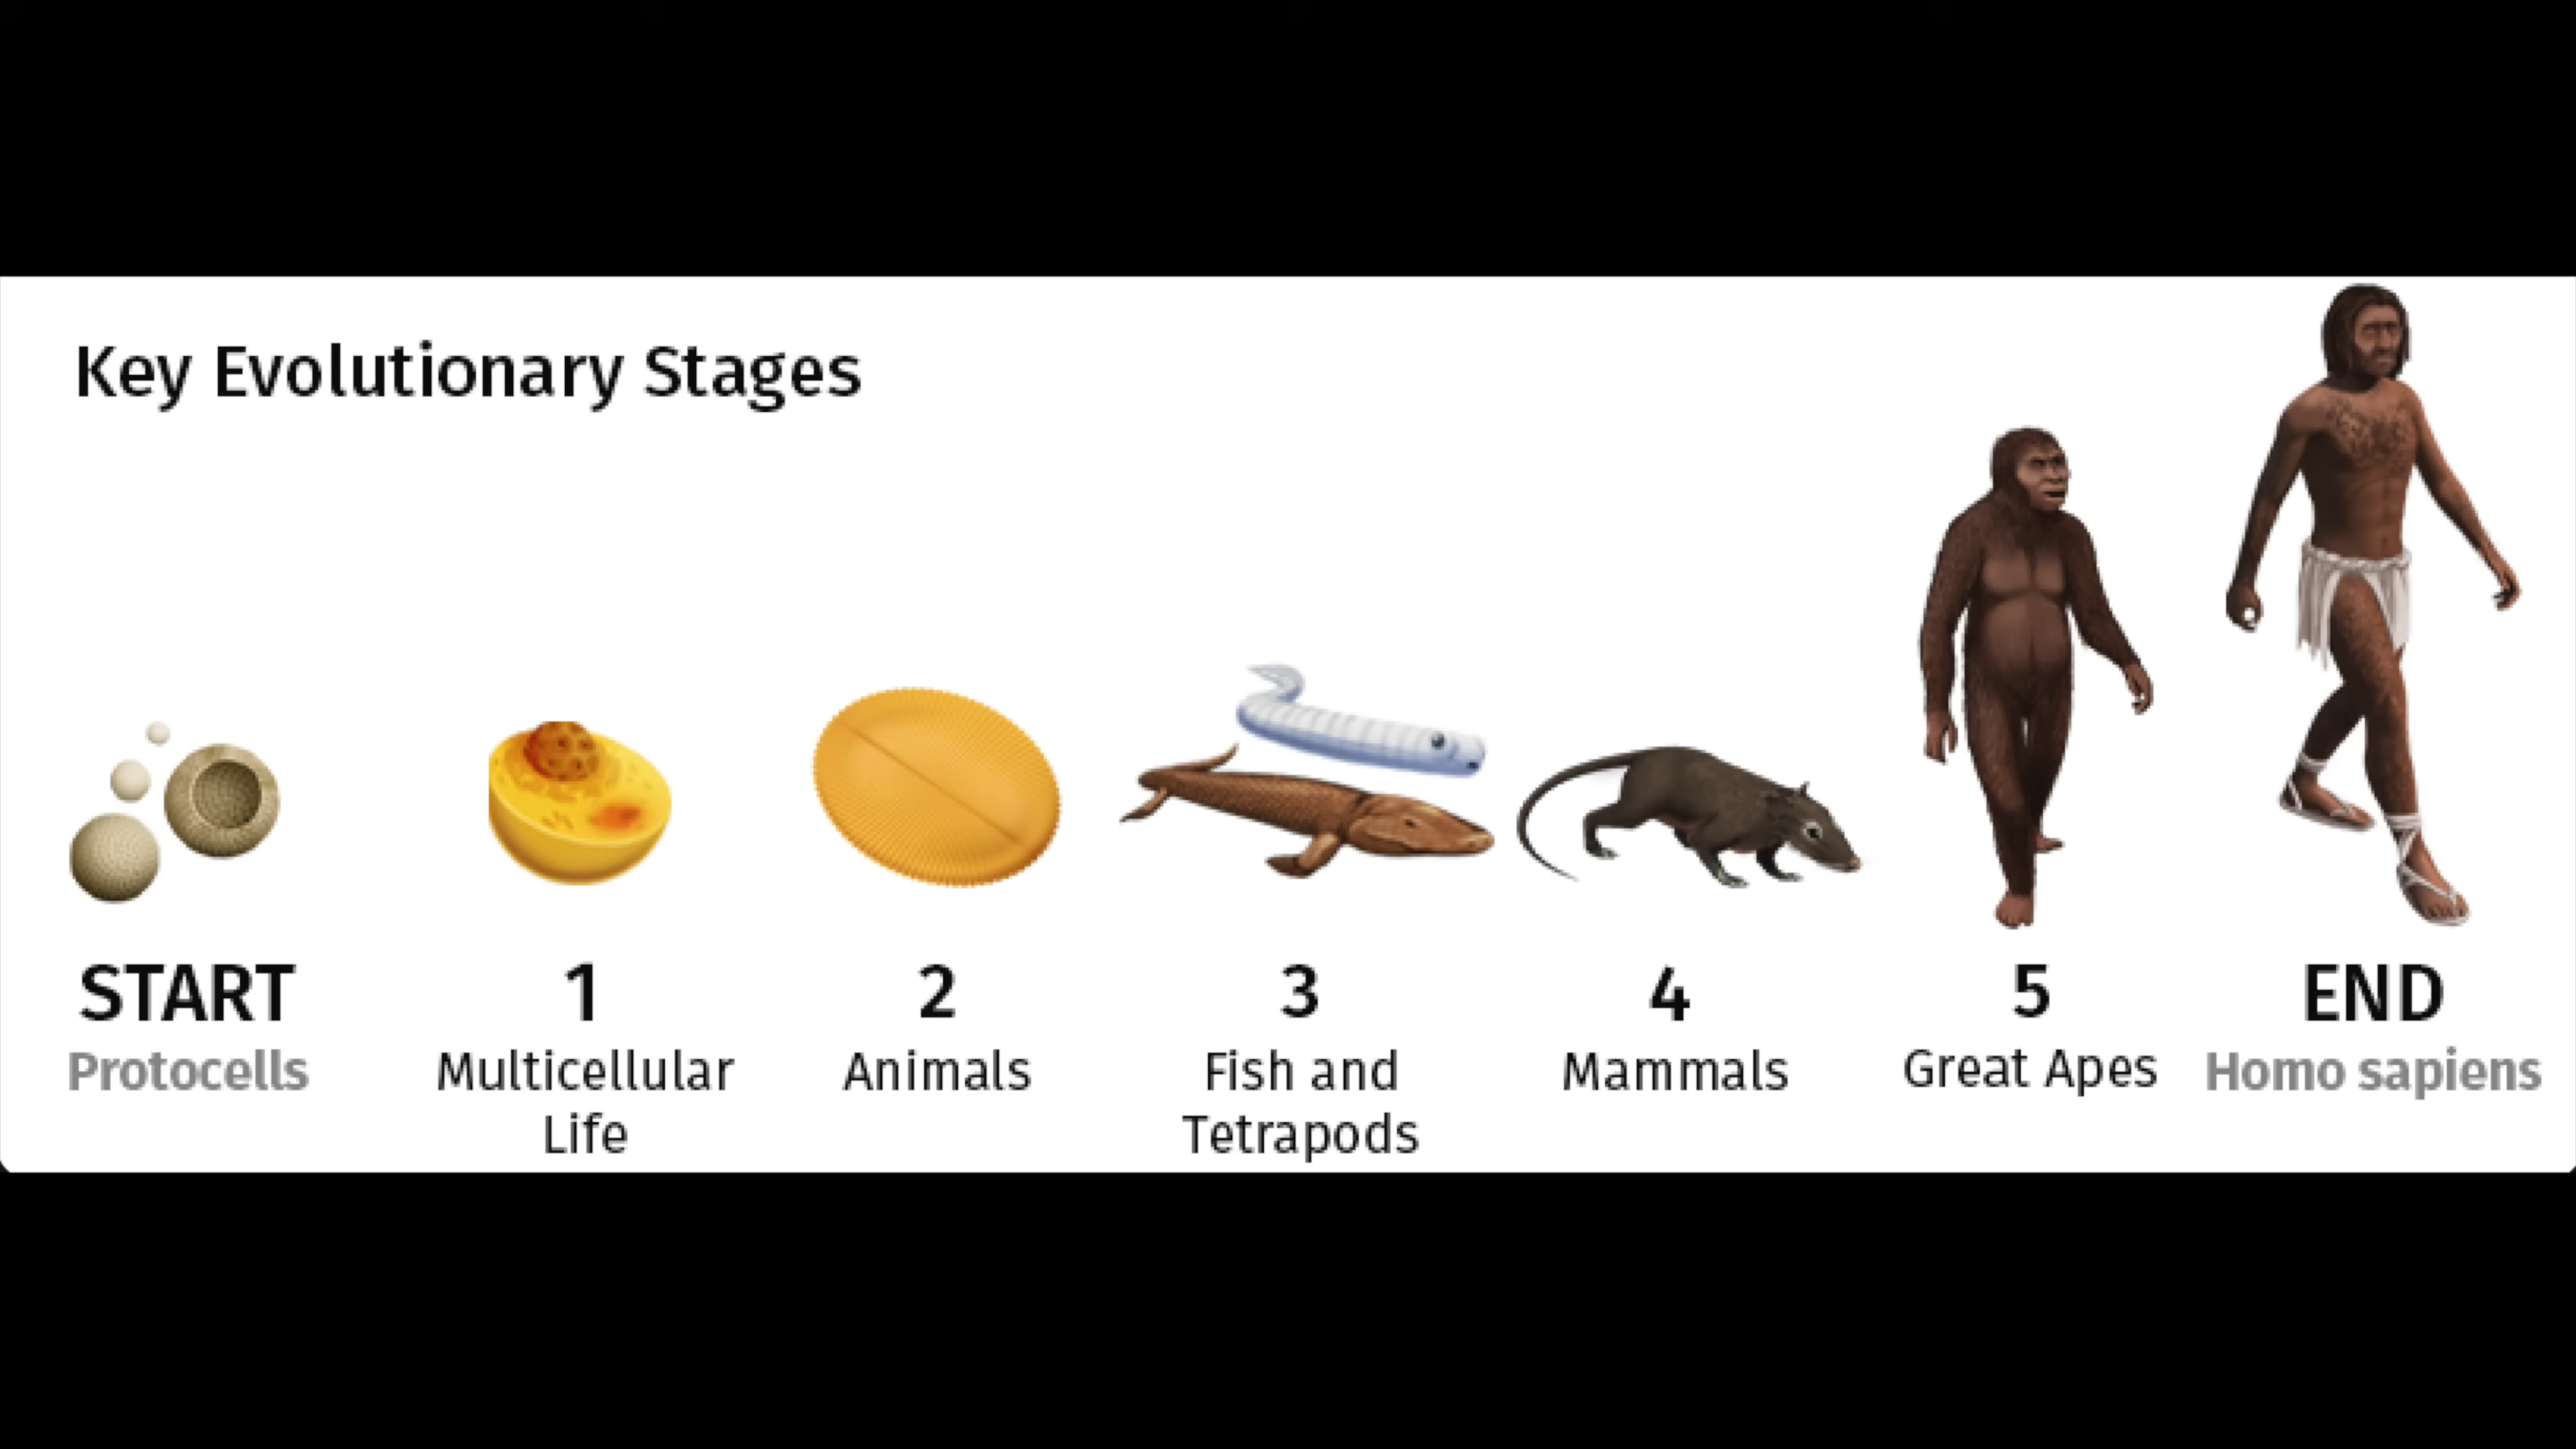 Key Evolutionary Stages
START
Protocells
1
Multicellular
Life
2
Animals
3
Fish and
Tetrapods
4
Mammals
5
Great Apes
END
Homo sapiens